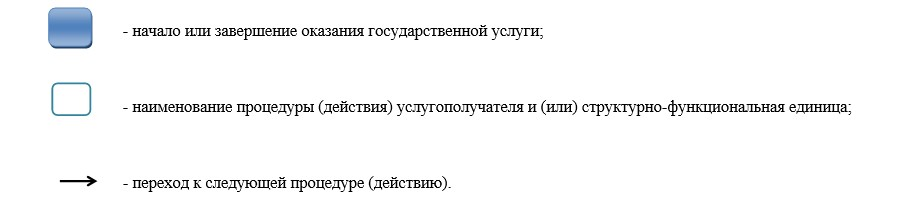 - начало или завершение оказания государственной услуги;
- наименование процедуры (действия) услугополучателя и (или) структурно-функциональная единица;
- переход к следующей процедуре (действию).